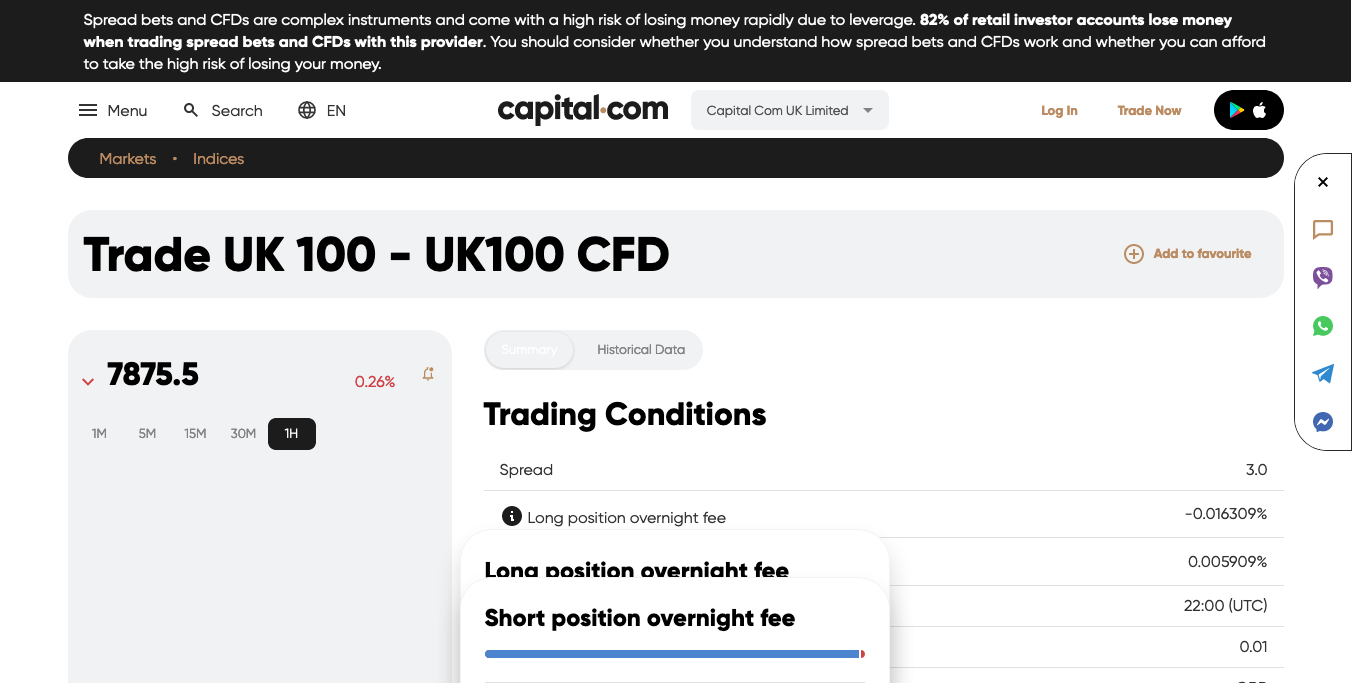 Spread bets and CFDs are complex instruments and come with a high risk of losing money rapidly due to leverage. 82% of retail investor accounts lose money
when trading spread bets and CFDs with this provider. You should consider whether you understand how spread bets and CFDs work and whether you can afford
to take the high risk of losing your money.
Menu Search EN capital.com Capital Com UK Limited Log In Trade Now
Markets • Indices
Trade UK 100 - UK100 CFD Add to favourite
7875.5 0.26%
1M 5M 15M 30M 1H
Summary Historical Data
Trading Conditions
Spread 3.0
Long position overnight fee -0.016309%
Long position overnight fee 0.005909%
22:00 (UTC)
Short position overnight fee
0.01